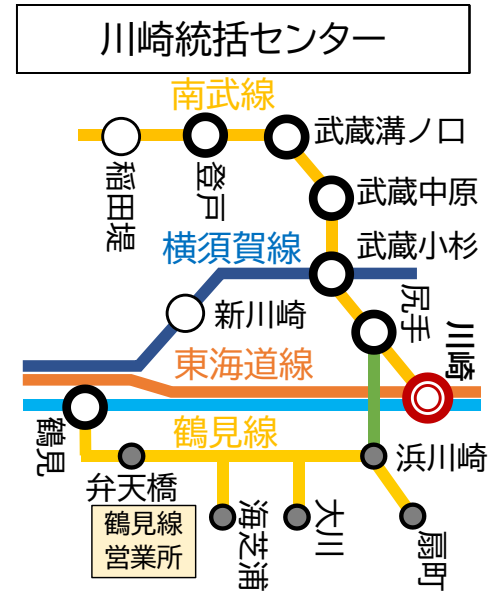 川崎統括センター
南武線
武蔵溝ノ口
稲田堤
登戸
武蔵中原
横須賀線
武蔵小杉
新川崎
尻手
川崎
東海道線
鶴見
鶴見線
浜川崎
弁天橋
鶴見線
営業所
海芝浦
大川
扇町